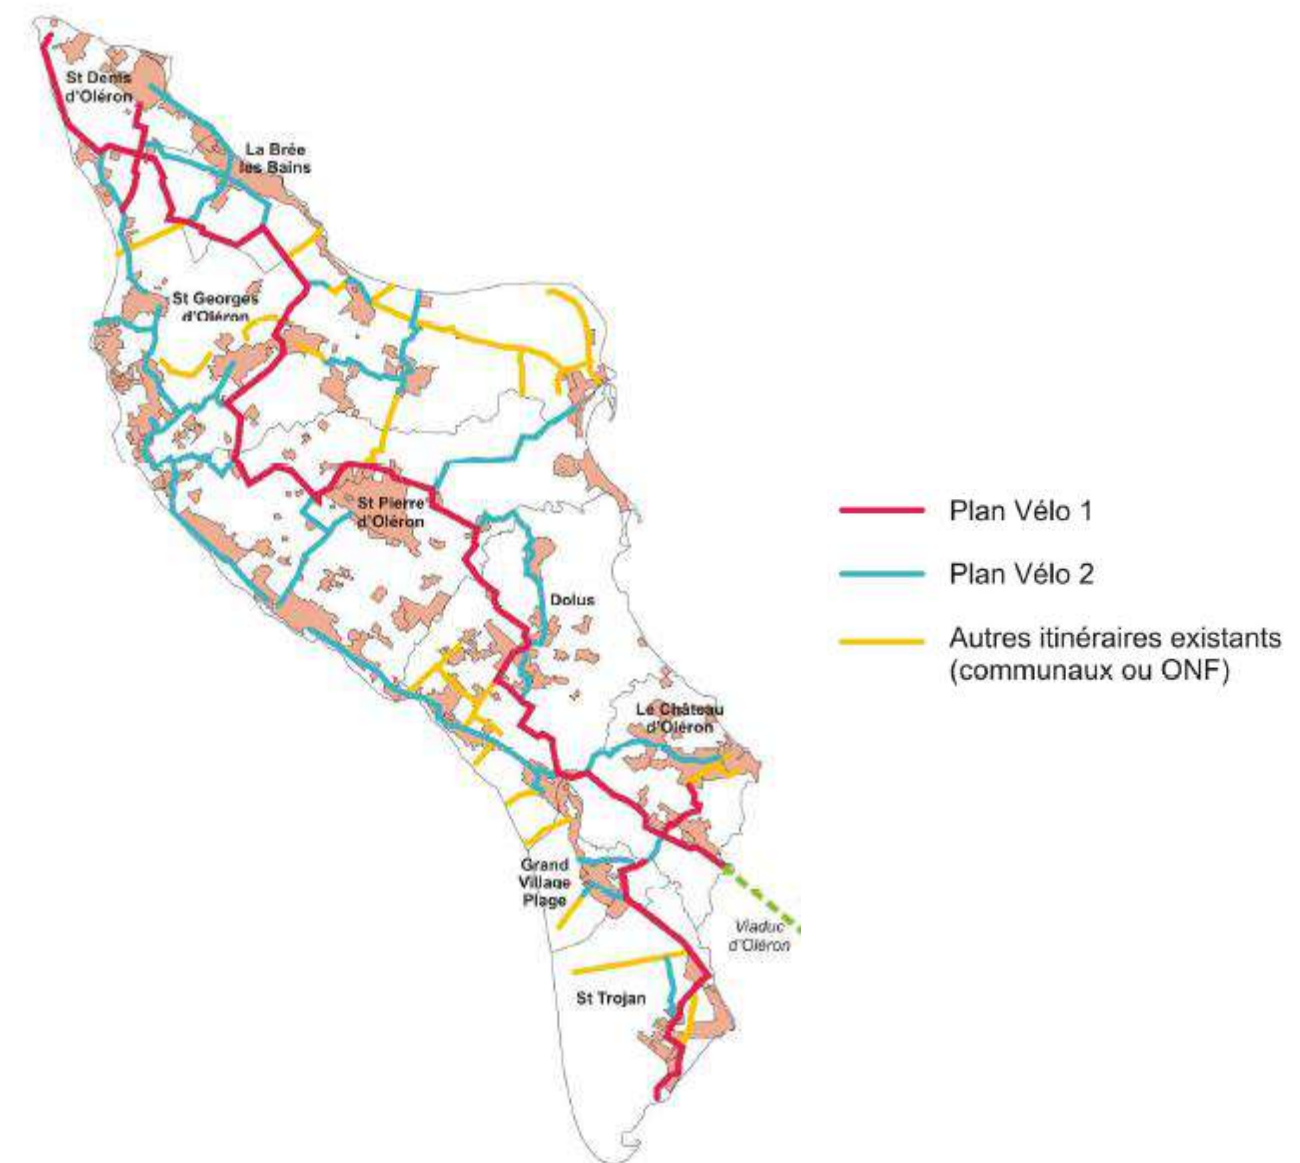 St Denis
d'Oléron
La Brée
les Bains
St Georges
d'Oléron
St Pierre
d'Oléron
Dolus
Le Château
d'Oléron
Grand
Village
Plage
Viaduc
d'Oléron
St Trojan
Plan Vélo 1
Plan Vélo 2
Autres itinéraires existants
(communaux ou ONF)